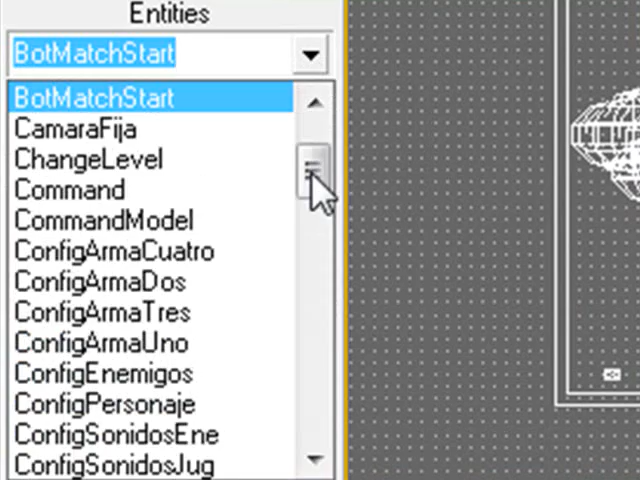 Entities
BotMatchStart
BotMatchStart
CamaraFija
ChangeLevel
Command
CommandModel
ConfigArmaCuatro
ConfigArmaDos
ConfigArmaTres
ConfigArmaUno
ConfigEnemigos
ConfigPersonaje
ConfigSonidosEne
ConfigSonidosJug